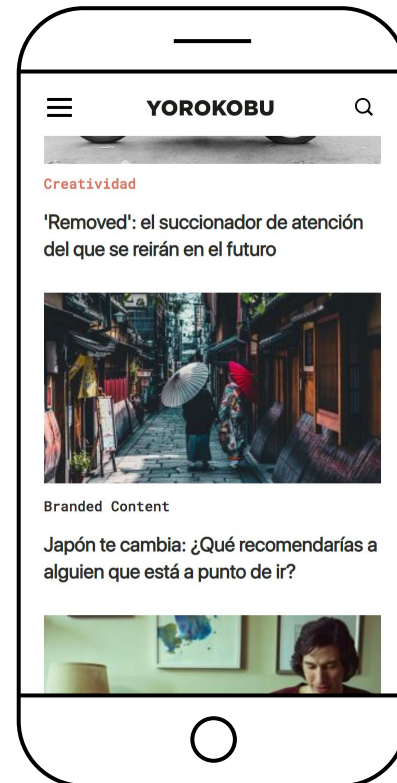 YOROKOBU
Creatividad
'Removed': el succionador de atención
del que se reirán en el futuro
Branded Content
Japón te cambia: ¿Qué recomendarías a
alguien que está a punto de ir?